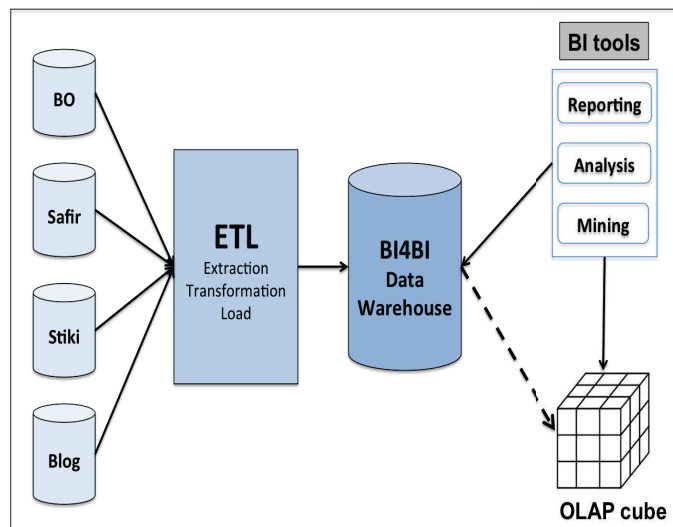 BO
Safir
Stiki
Blog
ETL
Extraction
Transformation
Load
BI4BI
Data
Warehouse
BI tools
Reporting
Analysis
Mining
OLAP cube